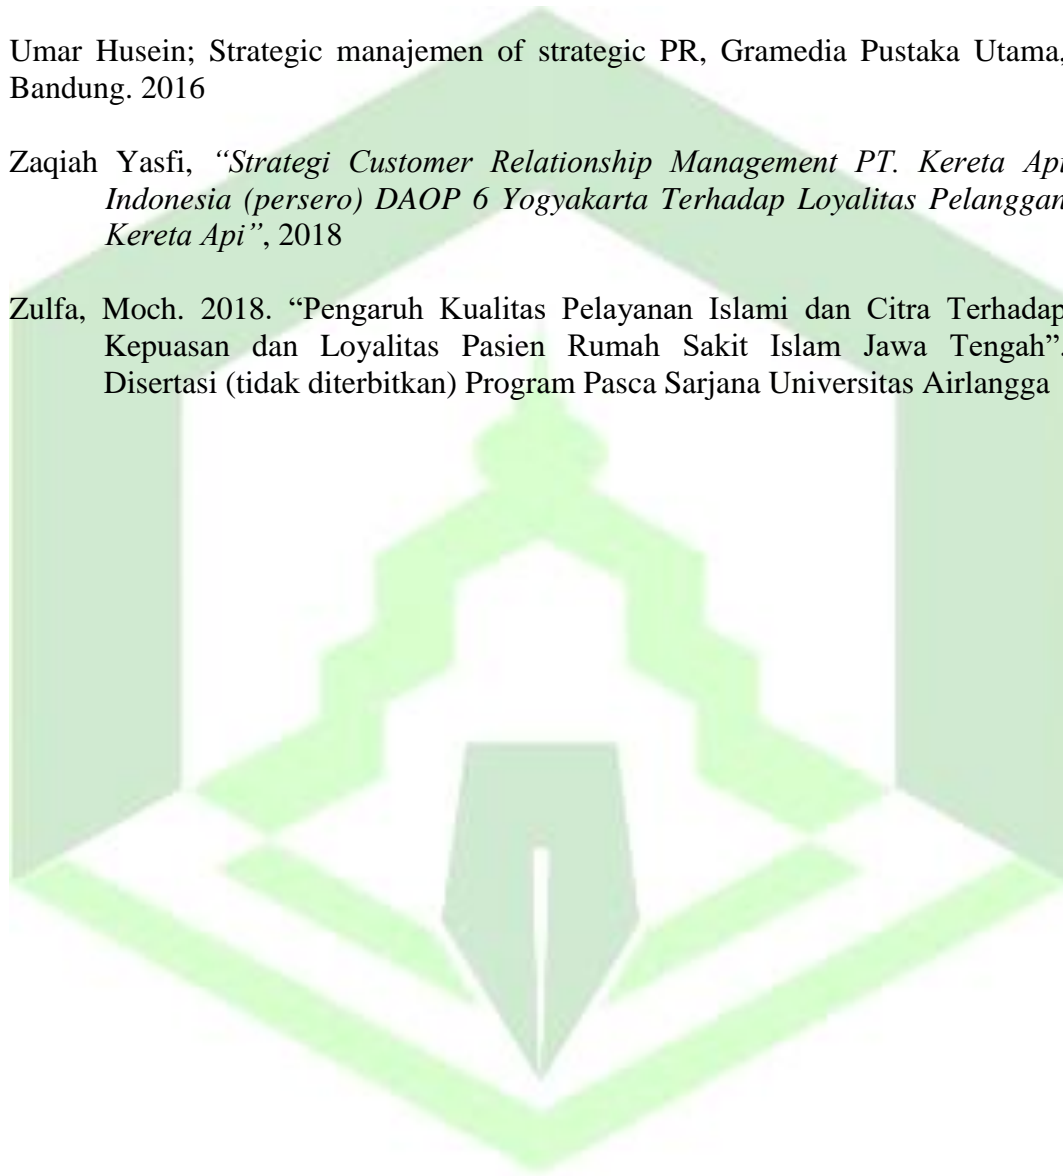 Umar Husein; Strategic manajemen of strategic PR, Gramedia Pustaka Utama,
Bandung. 2016
Zaqiah Yasfi, “Strategi Customer Relationship Management PT. Kereta Api
Indonesia (persero) DAOP 6 Yogyakarta Terhadap Loyalitas Pelanggan
Kereta Api”, 2018
Zulfa, Moch. 2018. “Pengaruh Kualitas Pelayanan Islami dan Citra Terhadap
Kepuasan dan Loyalitas Pasien Rumah Sakit Islam Jawa Tengah”.
Disertasi (tidak diterbitkan) Program Pasca Sarjana Universitas Airlangga